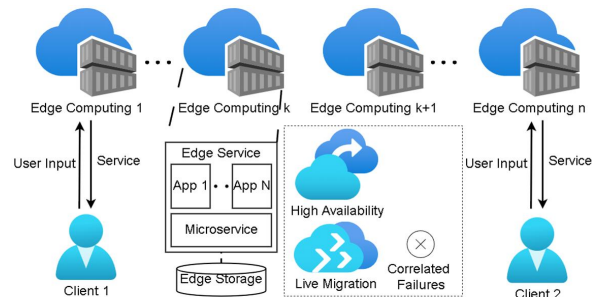 Edge Computing 1
Edge Computing k
Edge Computing k+1
Edge Computing n
User Input
Service
Edge Service
App 1
App N
Microservice
Edge Storage
High Availability
Live Migration
Correlated
Failures
User Input
Service
Client 1
Client 2